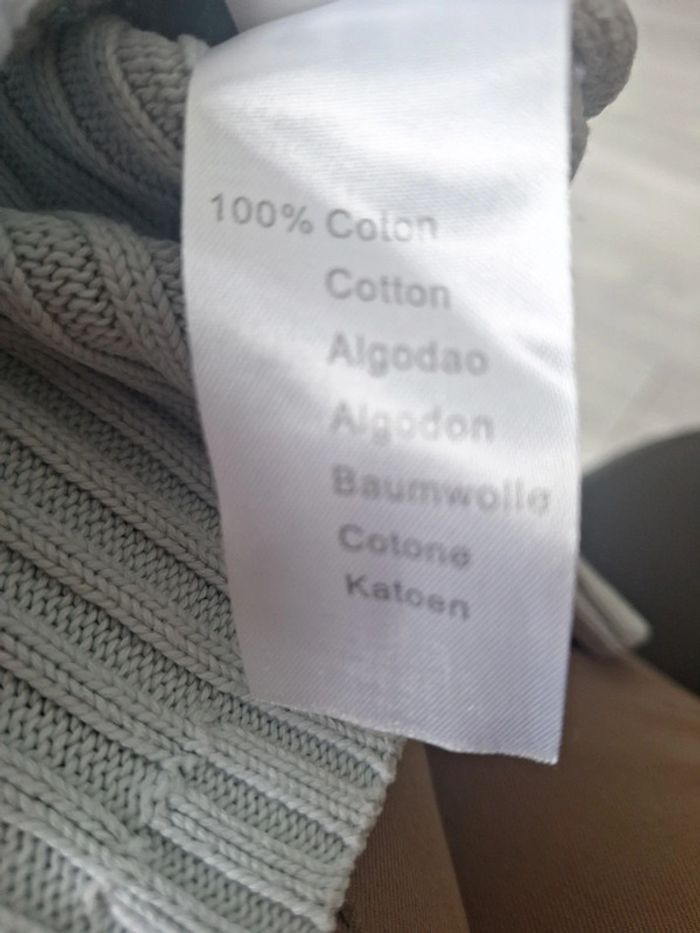 100% Coton
Cotton
Algodao
Algodon
Baumwolle
Cotone
Katoen